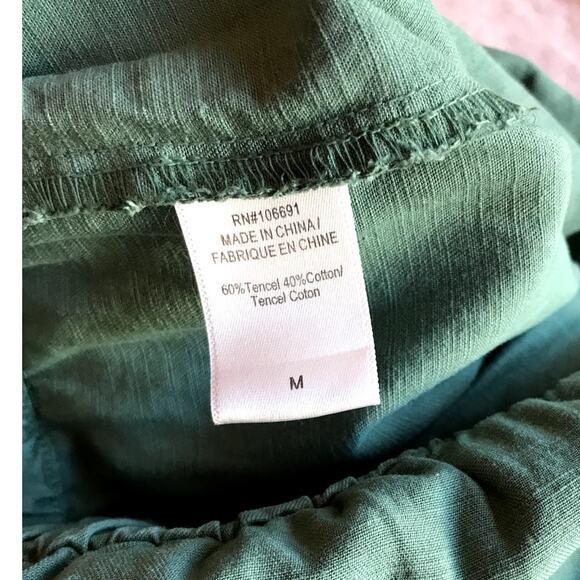 RN#106691
MADE IN CHINA/
FABRIQUE EN CHINE
60%Tencel 40%Cotton/
Tencel Coton
M